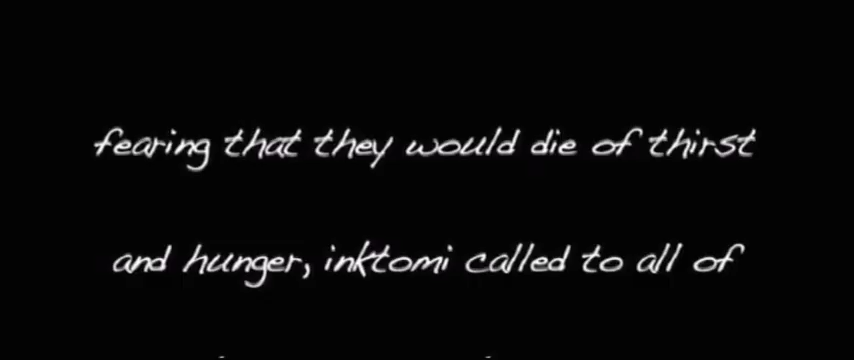 fearing that they would die of thirst
and hunger, inktomi called to all of